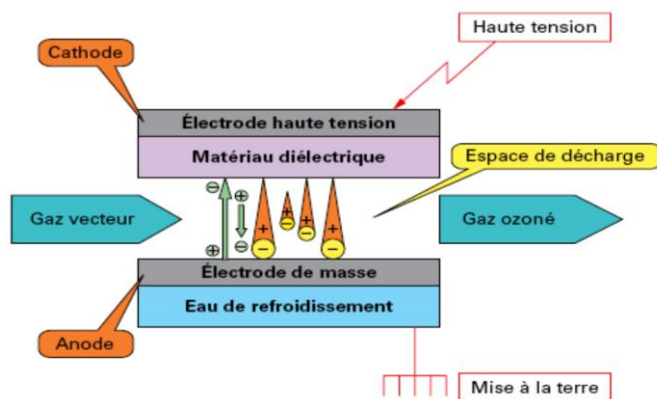 Haute tension
Cathode
Électrode haute tension
Matériau diélectrique
Espace de décharge
Gaz vecteur
Gaz ozoné
Électrode de masse
Eau de refroidissement
Anode
Mise à la terre